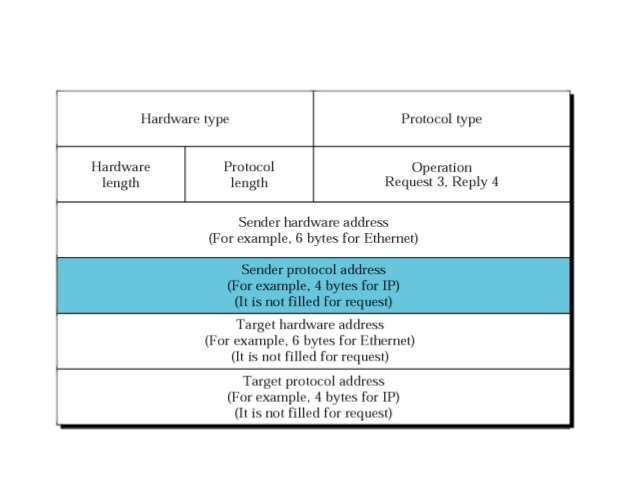 Hardware type
Protocol type
Hardware
length
Protocol
length
Operation
Request 3, Reply 4
Sender hardware address
(For example, 6 bytes for Ethernet)
Sender protocol address
(For example, 4 bytes for IP)
(It is not filled for request)
Target hardware address
(For example, 6 bytes for Ethernet)
(It is not filled for request)
Target protocol address
(For example, 4 bytes for IP)
(It is not filled for request)